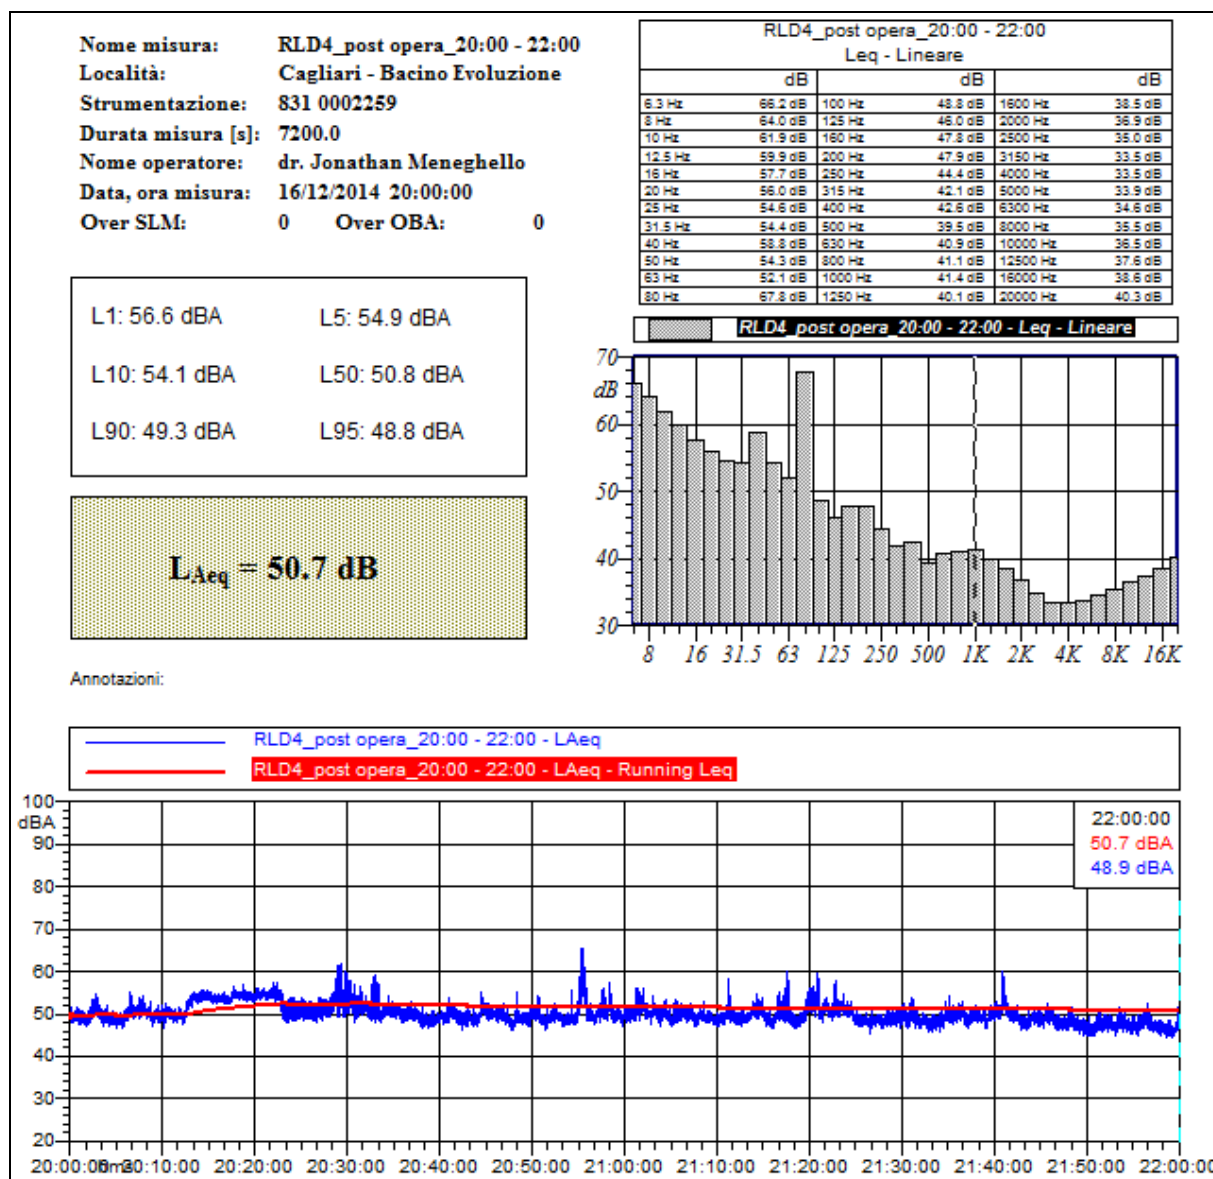 Nome misura: RLD4_post opera_20:00 - 22:00
Località: Cagliari - Bacino Evoluzione
Strumentazione: 831 0002259
Durata misura [s]: 7200.0
Nome operatore: dr. Jonathan Meneghello
Data, ora misura: 16/12/2014 20:00:00
Over SLM: 0 Over OBA: 0
RLD4_post opera_20:00 - 22:00
Leq - Lineare
dB dB dB
6.3 Hz 66.2 dB 100 Hz 48.8 dB 1600 Hz 38.5 dB
8 Hz 64.0 dB 125 Hz 46.0 dB 2000 Hz 36.9 dB
10 Hz 61.9 dB 160 Hz 47.8 dB 2500 Hz 35.0 dB
12.5 Hz 59.9 dB 200 Hz 47.9 dB 3150 Hz 33.5 dB
16 Hz 57.7 dB 250 Hz 44.4 dB 4000 Hz 33.5 dB
20 Hz 56.0 dB 315 Hz 42.1 dB 5000 Hz 33.9 dB
25 Hz 54.6 dB 400 Hz 42.6 dB 6300 Hz 34.6 dB
31.5 Hz 54.4 dB 500 Hz 39.5 dB 8000 Hz 35.5 dB
40 Hz 58.8 dB 630 Hz 40.9 dB 10000 Hz 36.5 dB
50 Hz 54.3 dB 800 Hz 41.1 dB 12500 Hz 37.6 dB
63 Hz 52.1 dB 1000 Hz 41.4 dB 16000 Hz 38.6 dB
80 Hz 67.8 dB 1250 Hz 40.1 dB 20000 Hz 40.3 dB
L1: 56.6 dBA L5: 54.9 dBA
L10: 54.1 dBA L50: 50.8 dBA
L90: 49.3 dBA L95: 48.8 dBA
LAeq = 50.7 dB
Annotazioni:
RLD4_post opera_20:00 - 22:00 - Leq - Lineare
70
dB
60
50
40
30
8 16 31.5 63 125 250 500 1K 2K 4K 8K 16K
RLD4_post opera_20:00 - 22:00 - LAeq
RLD4_post opera_20:00 - 22:00 - LAeq - Running Leq
100
dBA
90
80
70
60
50
40
30
20
22:00:00
50.7 dBA
48.9 dBA
20:00:00 hms 20:10:00 20:20:00 20:30:00 20:40:00 20:50:00 21:00:00 21:10:00 21:20:00 21:30:00 21:40:00 21:50:00 22:00:00